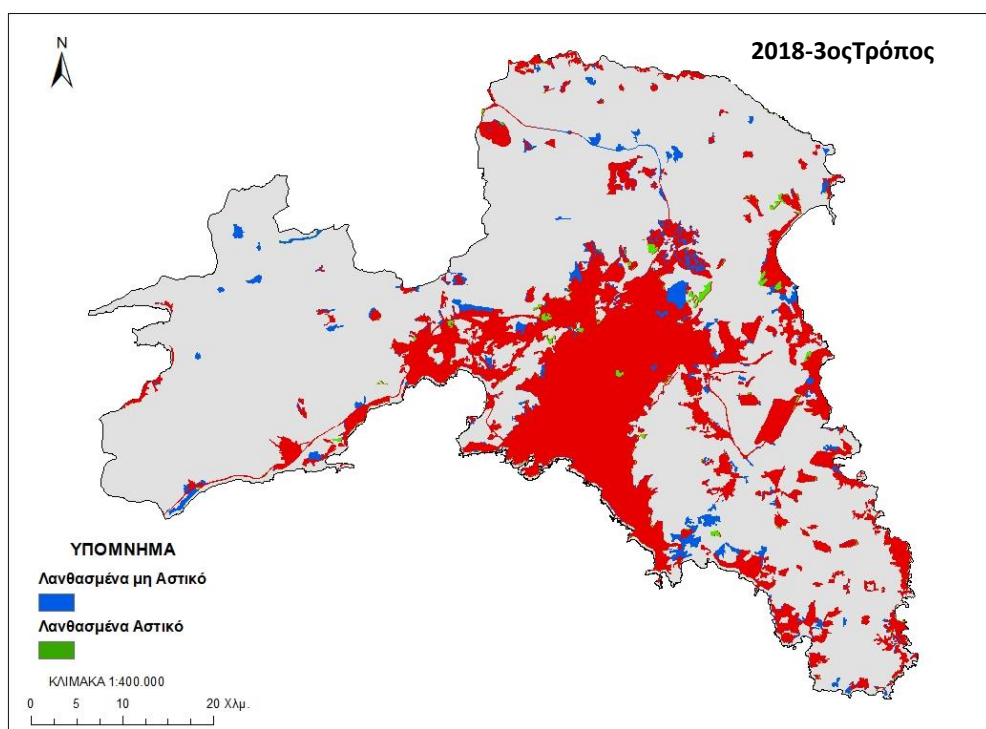 N
2018-3οςΤρόπος
ΥΠΟΜΝΗΜΑ
Λανθασμένα μη Αστικό
Λανθασμένα Αστικό
ΚΛΙΜΑΚΑ 1:400.000
0 5 10 20 Χλμ.